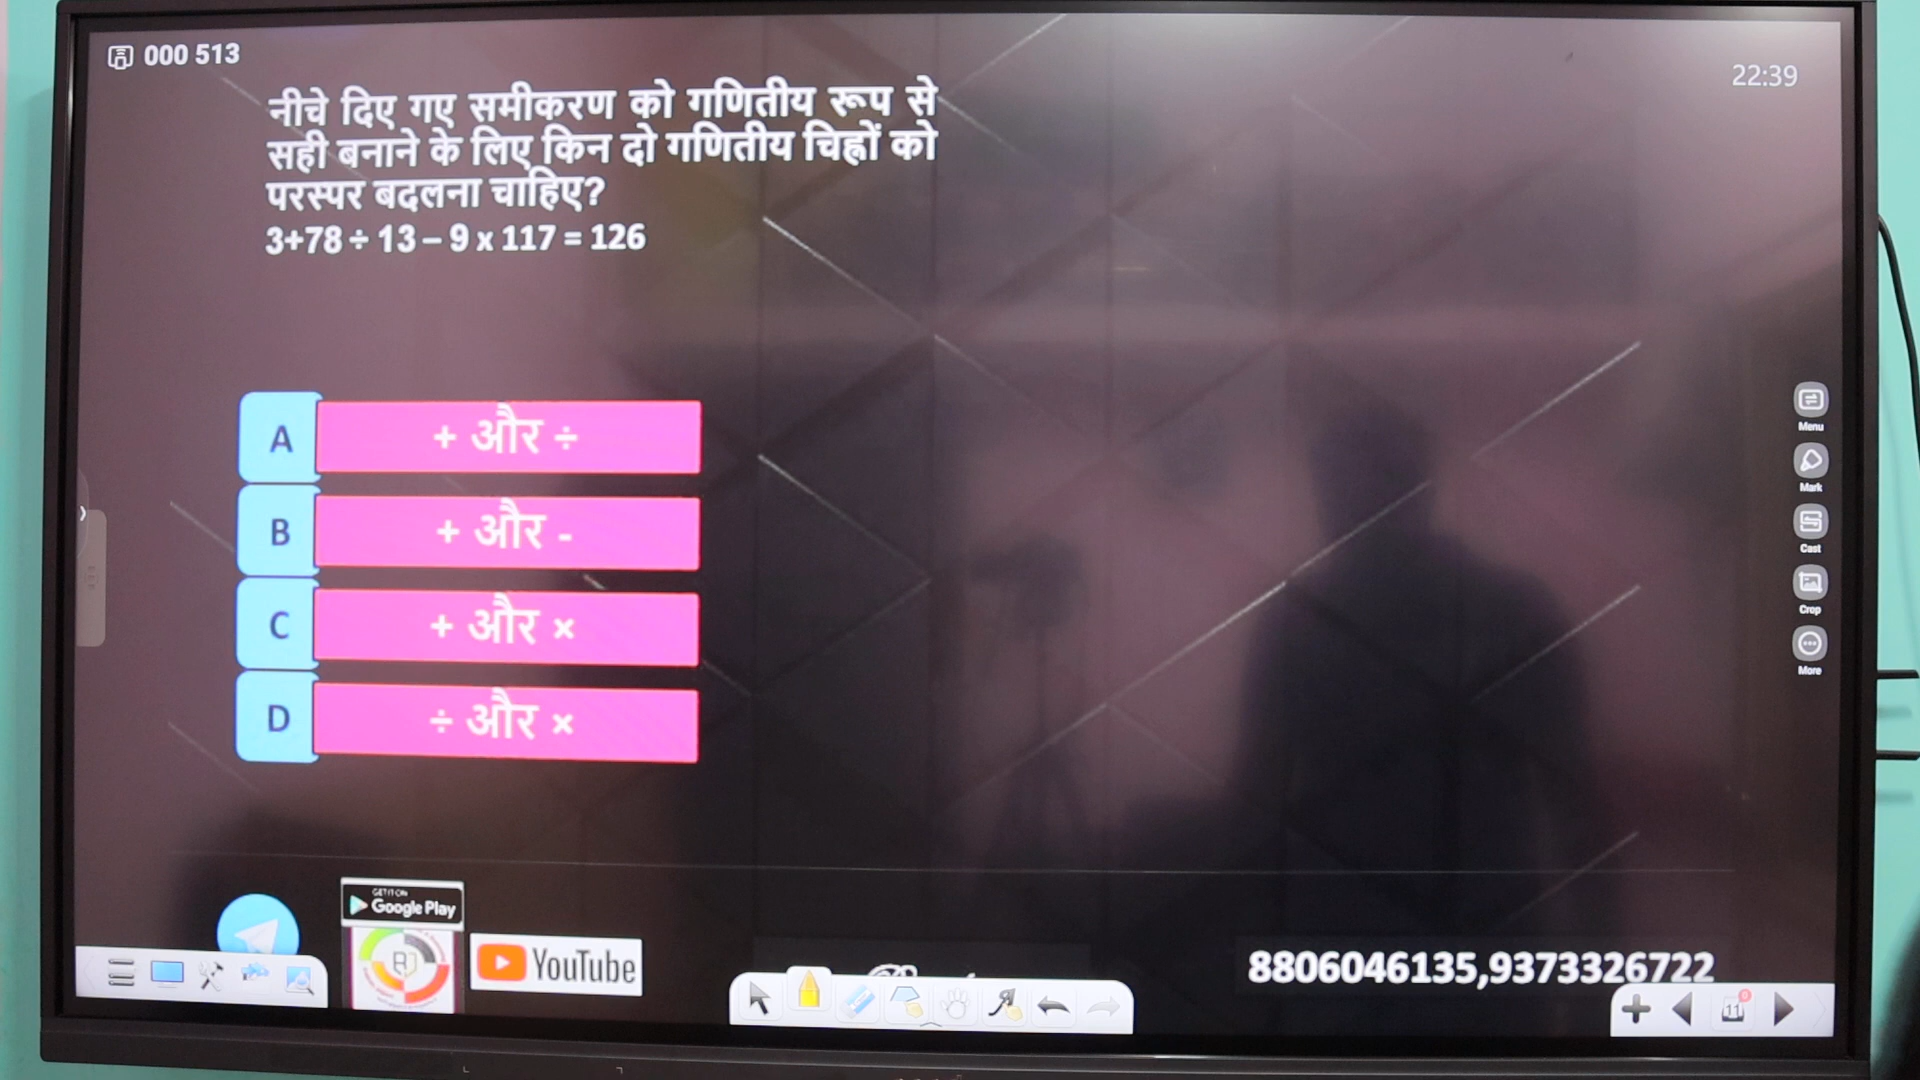 000 513
22:39
नीचे दिए गए समीकरण को गणितीय रूप से
सही बनाने के लिए किन दो गणितीय चिह्नों को
परस्पर बदलना चाहिए?
3+78 ÷ 13 – 9 x 117 = 126
A + और ÷
B + और -
C + और ×
D ÷ और ×
Menu
Mark
Cast
Crop
More
GET IT ON
Google Play
YouTube
8806046135,9373326722
11